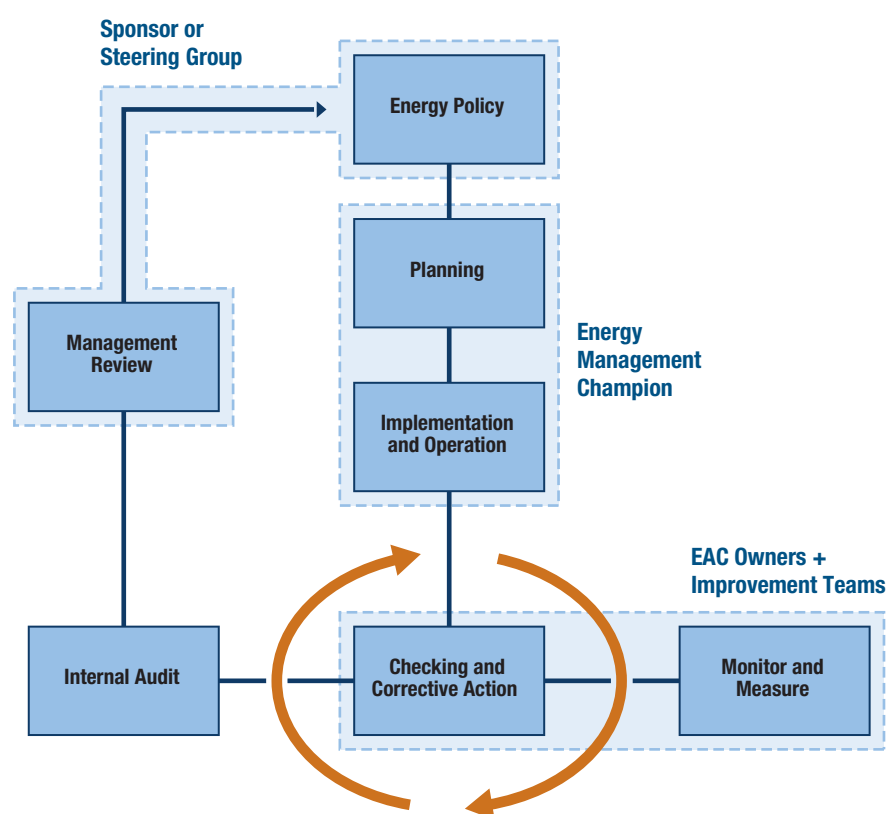 Sponsor or
Steering Group
Energy Policy
Planning
Energy
Management
Champion
Management
Review
Implementation
and Operation
EAC Owners +
Improvement Teams
Internal Audit
Checking and
Corrective Action
Monitor and
Measure